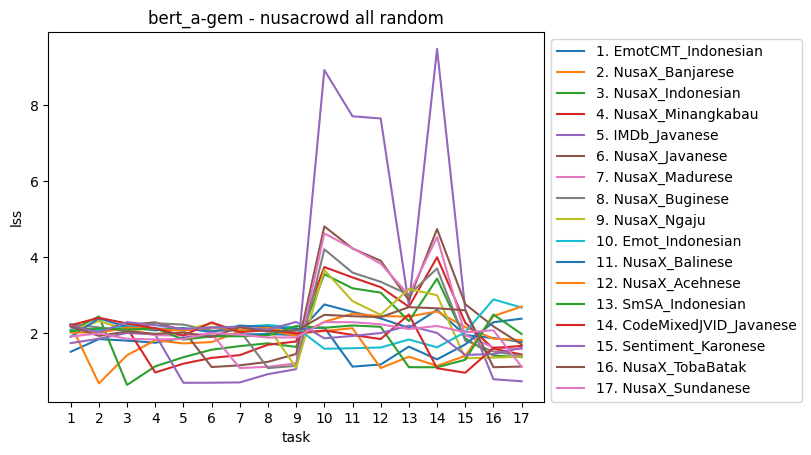 bert_a-gem - nusacrowd all random
lss
8
6
4
2
1 2 3 4 5 6 7 8 9 10 11 12 13 14 15 16 17
task
1. EmotCMT_Indonesian
2. NusaX_Banjarese
3. NusaX_Indonesian
4. NusaX_Minangkabau
5. IMDb_Javanese
6. NusaX_Javanese
7. NusaX_Madurese
8. NusaX_Buginese
9. NusaX_Ngaju
10. Emot_Indonesian
11. NusaX_Balinese
12. NusaX_Acehnese
13. SmSA_Indonesian
14. CodeMixedJVID_Javanese
15. Sentiment_Karonese
16. NusaX_TobaBatak
17. NusaX_Sundanese